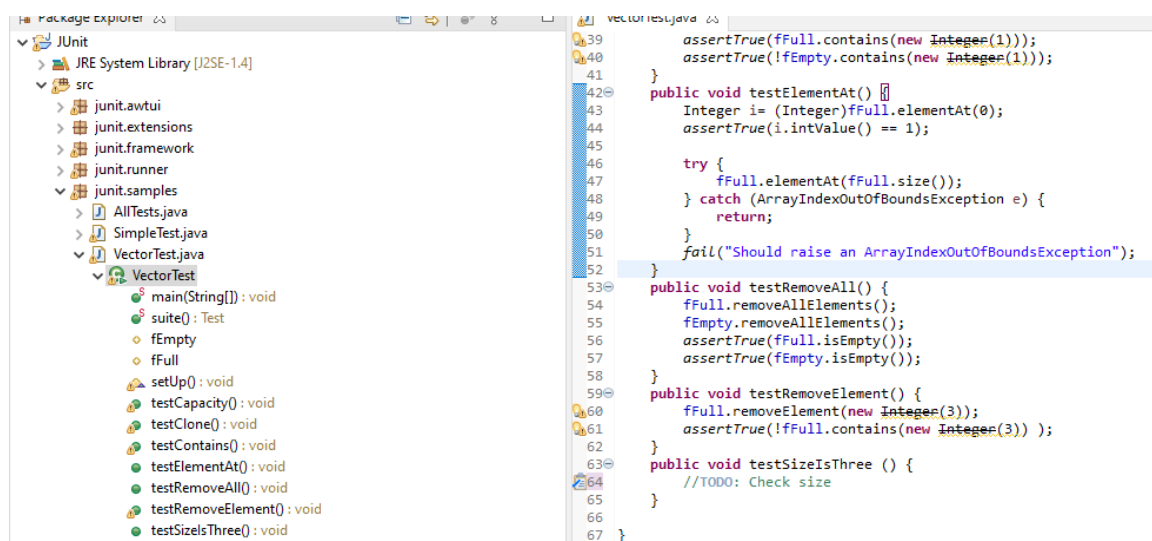 Package Explorer
JUnit
JRE System Library [J2SE-1.4]
src
junit.awtui
junit.extensions
junit.framework
junit.runner
junit.samples
AllTests.java
SimpleTest.java
VectorTest.java
VectorTest
main(String[]) : void
suite() : Test
fEmpty
fFull
setUp() : void
testCapacity() : void
testClone() : void
testContains() : void
testElementAt() : void
testRemoveAll() : void
testRemoveElement() : void
testSizeIsThree() : void
VectorTest.java
39 assertTrue(fFull.contains(new Integer(1)));
40 assertTrue(!fEmpty.contains(new Integer(1)));
41 }
42 public void testElementAt() {
43 Integer i= (Integer)fFull.elementAt(0);
44 assertTrue(i.intValue() == 1);
45
46 try {
47 fFull.elementAt(fFull.size());
48 } catch (ArrayIndexOutOfBoundsException e) {
49 return;
50 }
51 fail("Should raise an ArrayIndexOutOfBoundsException");
52 }
53 public void testRemoveAll() {
54 fFull.removeAllElements();
55 fEmpty.removeAllElements();
56 assertTrue(fFull.isEmpty());
57 assertTrue(fEmpty.isEmpty());
58 }
59 public void testRemoveElement() {
60 fFull.removeElement(new Integer(3));
61 assertTrue(!fFull.contains(new Integer(3)) );
62 }
63 public void testSizeIsThree () {
64 //TODO: Check size
65 }
66
67 }